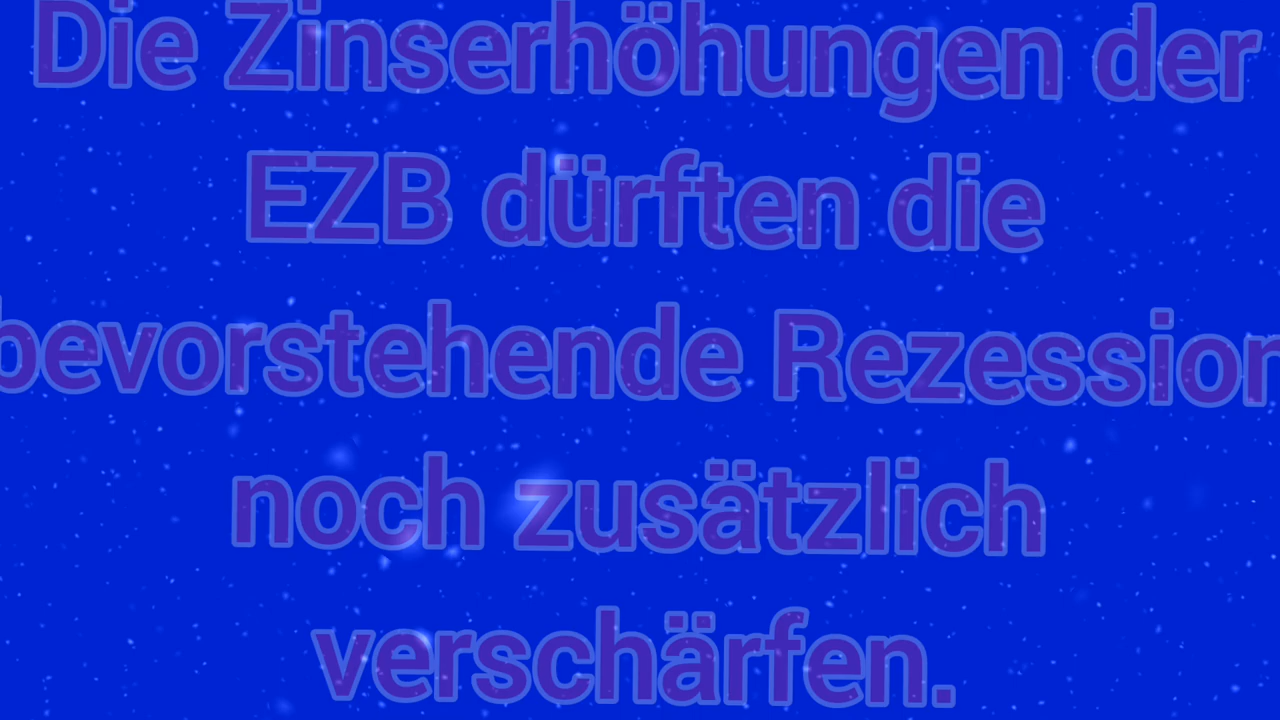 Die Zinserhöhungen der
EZB dürften die
bevorstehende Rezession
noch zusätzlich
verschärfen.